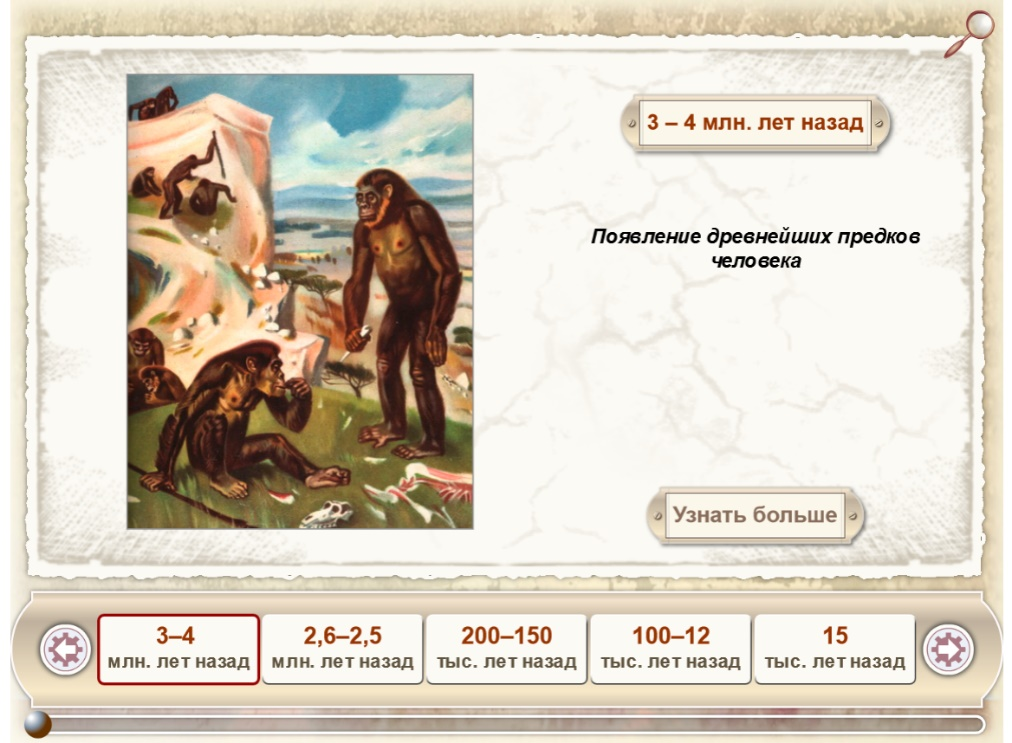 3 – 4 млн. лет назад
Появление древнейших предков
человека
Узнать больше
3–4
млн. лет назад
2,6–2,5
млн. лет назад
200–150
тыс. лет назад
100–12
тыс. лет назад
15
тыс. лет назад